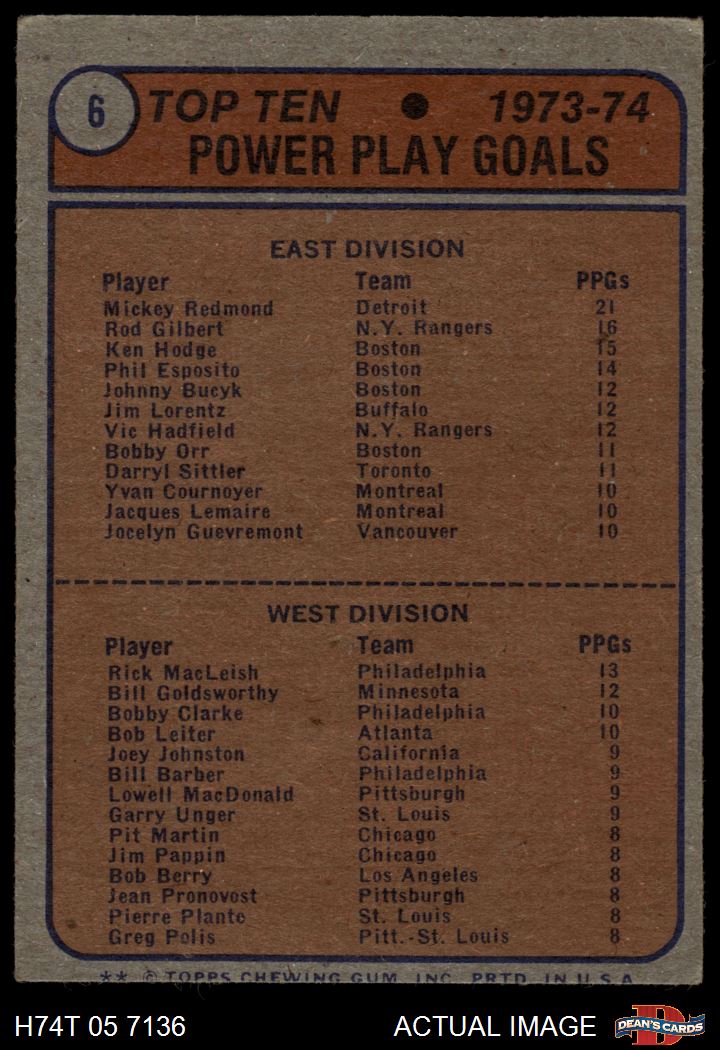 6
TOP TEN ● 1973-74
POWER PLAY GOALS
EAST DIVISION
Player Team PPGs
Mickey Redmond Detroit 21
Rod Gilbert N.Y. Rangers 16
Ken Hodge Boston 15
Phil Esposito Boston 14
Johnny Bucyk Boston 12
Jim Lorentz Buffalo 12
Vic Hadfield N.Y. Rangers 12
Bobby Orr Boston 11
Darryl Sittler Toronto 11
Yvan Cournoyer Montreal 10
Jacques Lemaire Montreal 10
Jocelyn Guevremont Vancouver 10
WEST DIVISION
Player Team PPGs
Rick MacLeish Philadelphia 13
Bill Goldsworthy Minnesota 12
Bobby Clarke Philadelphia 10
Bob Leiter Atlanta 10
Joey Johnston California 9
Bill Barber Philadelphia 9
Lowell MacDonald Pittsburgh 9
Garry Unger St. Louis 9
Pit Martin Chicago 8
Jim Pappin Chicago 8
Bob Berry Los Angeles 8
Jean Pronovost Pittsburgh 8
Pierre Plante St. Louis 8
Greg Polis Pitt.-St. Louis 8
** © TOPPS CHEWING GUM, INC. PRTD. IN U.S.A.
H74T 05 7136 ACTUAL IMAGE DEAN'S CARDS